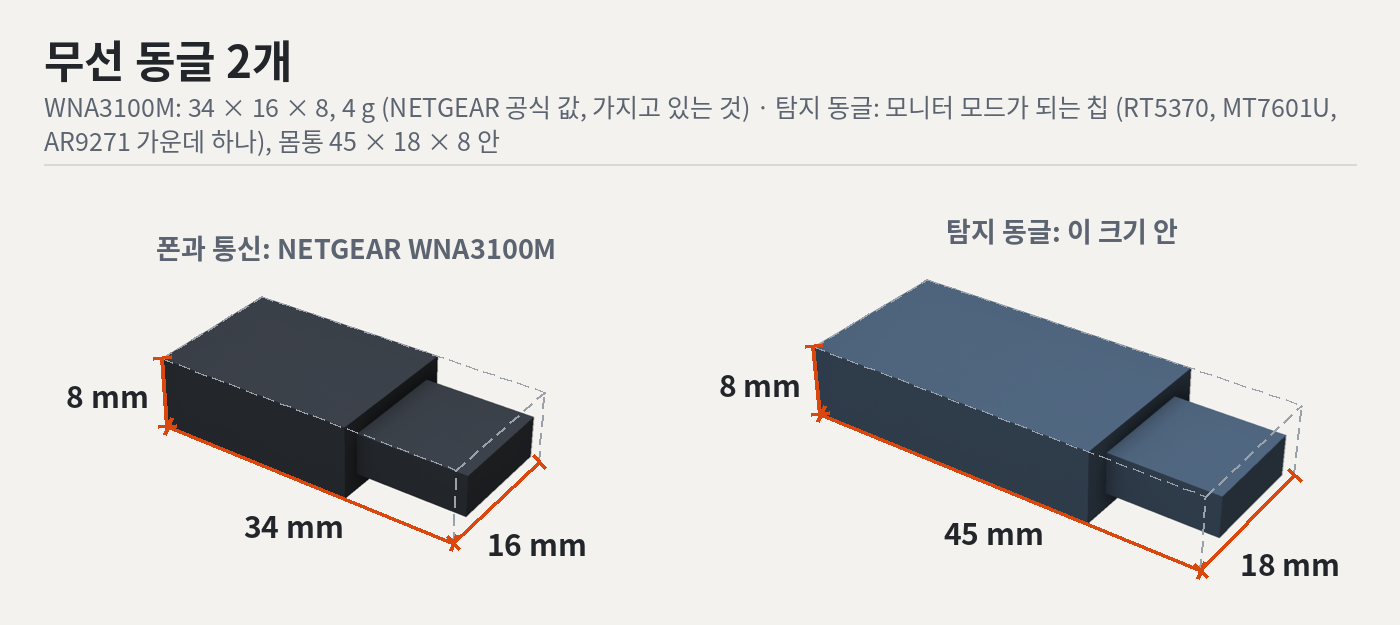 무선 동글 2개
WNA3100M: 34 × 16 × 8, 4 g (NETGEAR 공식 값, 가지고 있는 것) · 탐지 동글: 모니터 모드가 되는 칩 (RT5370, MT7601U,
AR9271 가운데 하나), 몸통 45 × 18 × 8 안
폰과 통신: NETGEAR WNA3100M
탐지 동글: 이 크기 안
8 mm
34 mm
16 mm
8 mm
45 mm
18 mm